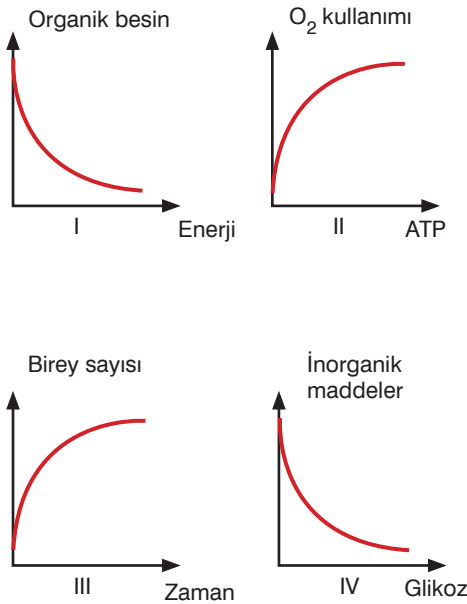 Organik besin
I
Enerji
O₂ kullanımı
II
ATP
Birey sayısı
III
Zaman
İnorganik
maddeler
IV
Glikoz